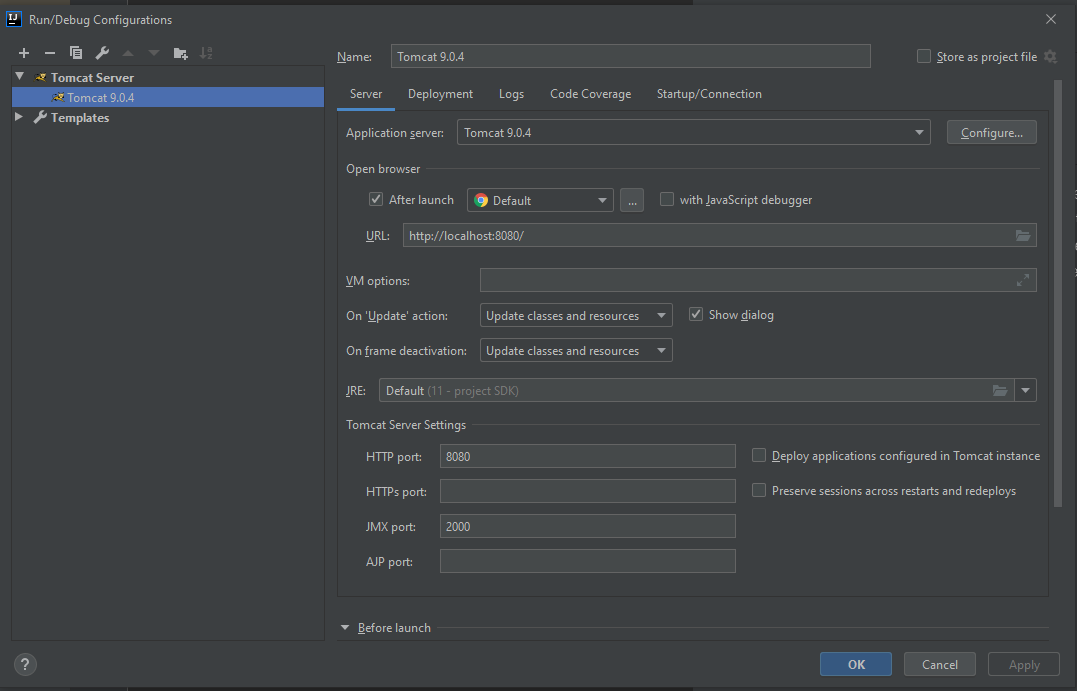 Run/Debug Configurations
Tomcat Server
Tomcat 9.0.4
Templates
Name: Tomcat 9.0.4 Store as project file
Server Deployment Logs Code Coverage Startup/Connection
Application server: Tomcat 9.0.4 Configure...
Open browser
After launch Default ... with JavaScript debugger
URL: http://localhost:8080/
VM options:
On 'Update' action: Update classes and resources Show dialog
On frame deactivation: Update classes and resources
JRE: Default (11 - project SDK)
Tomcat Server Settings
HTTP port: 8080 Deploy applications configured in Tomcat instance
HTTPs port: Preserve sessions across restarts and redeploys
JMX port: 2000
AJP port:
Before launch
? OK Cancel Apply